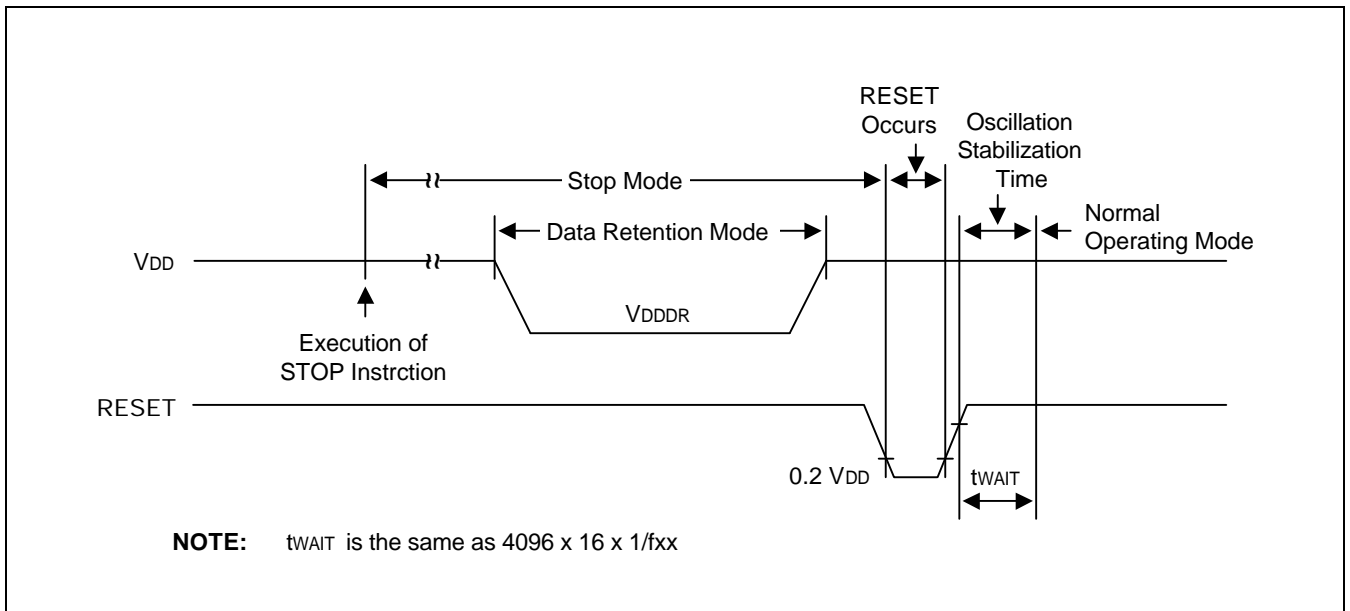 RESET
Occurs
Oscillation
Stabilization
Time
Stop Mode
Data Retention Mode
Normal
Operating Mode
VDD
VDDDR
Execution of
STOP Instrction
RESET
0.2 VDD
tWAIT
NOTE: tWAIT is the same as 4096 x 16 x 1/fxx